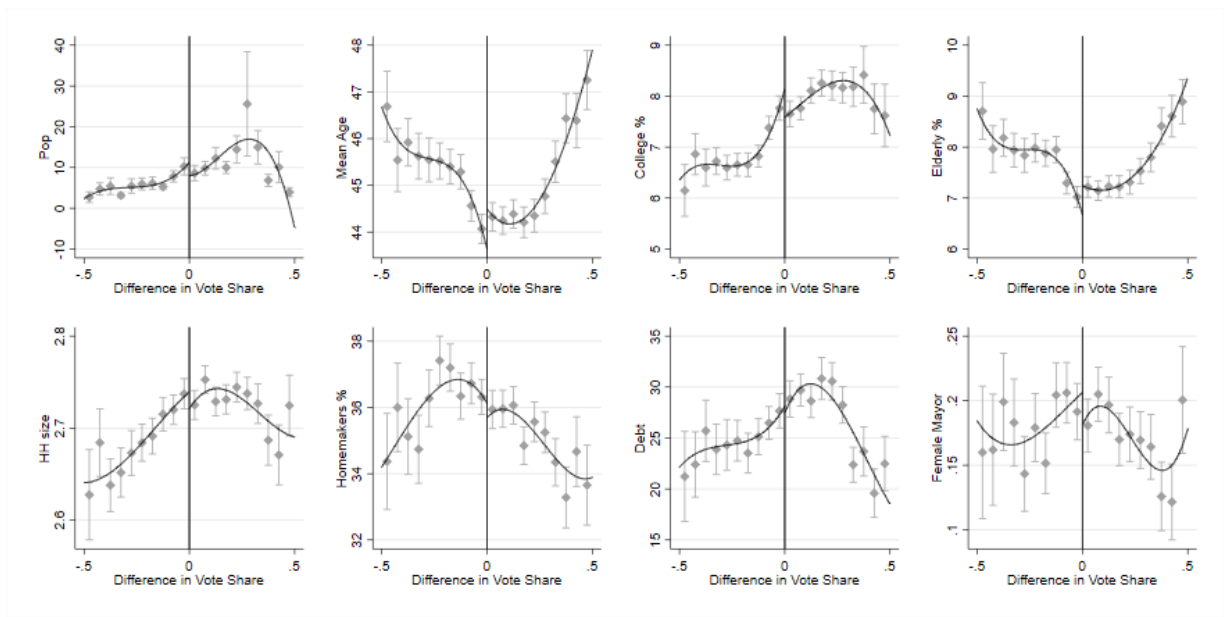 Pop
40
30
20
10
0
-10
-.5 0 .5
Difference in Vote Share
Mean Age
48
47
46
45
44
-.5 0 .5
Difference in Vote Share
College %
9
8
7
6
5
-.5 0 .5
Difference in Vote Share
Elderly %
10
9
8
7
6
-.5 0 .5
Difference in Vote Share
HH size
2.8
2.7
2.6
-.5 0 .5
Difference in Vote Share
Homemakers %
38
36
34
32
-.5 0 .5
Difference in Vote Share
Debt
35
30
25
20
15
-.5 0 .5
Difference in Vote Share
Female Mayor
.25
.2
.15
.1
-.5 0 .5
Difference in Vote Share